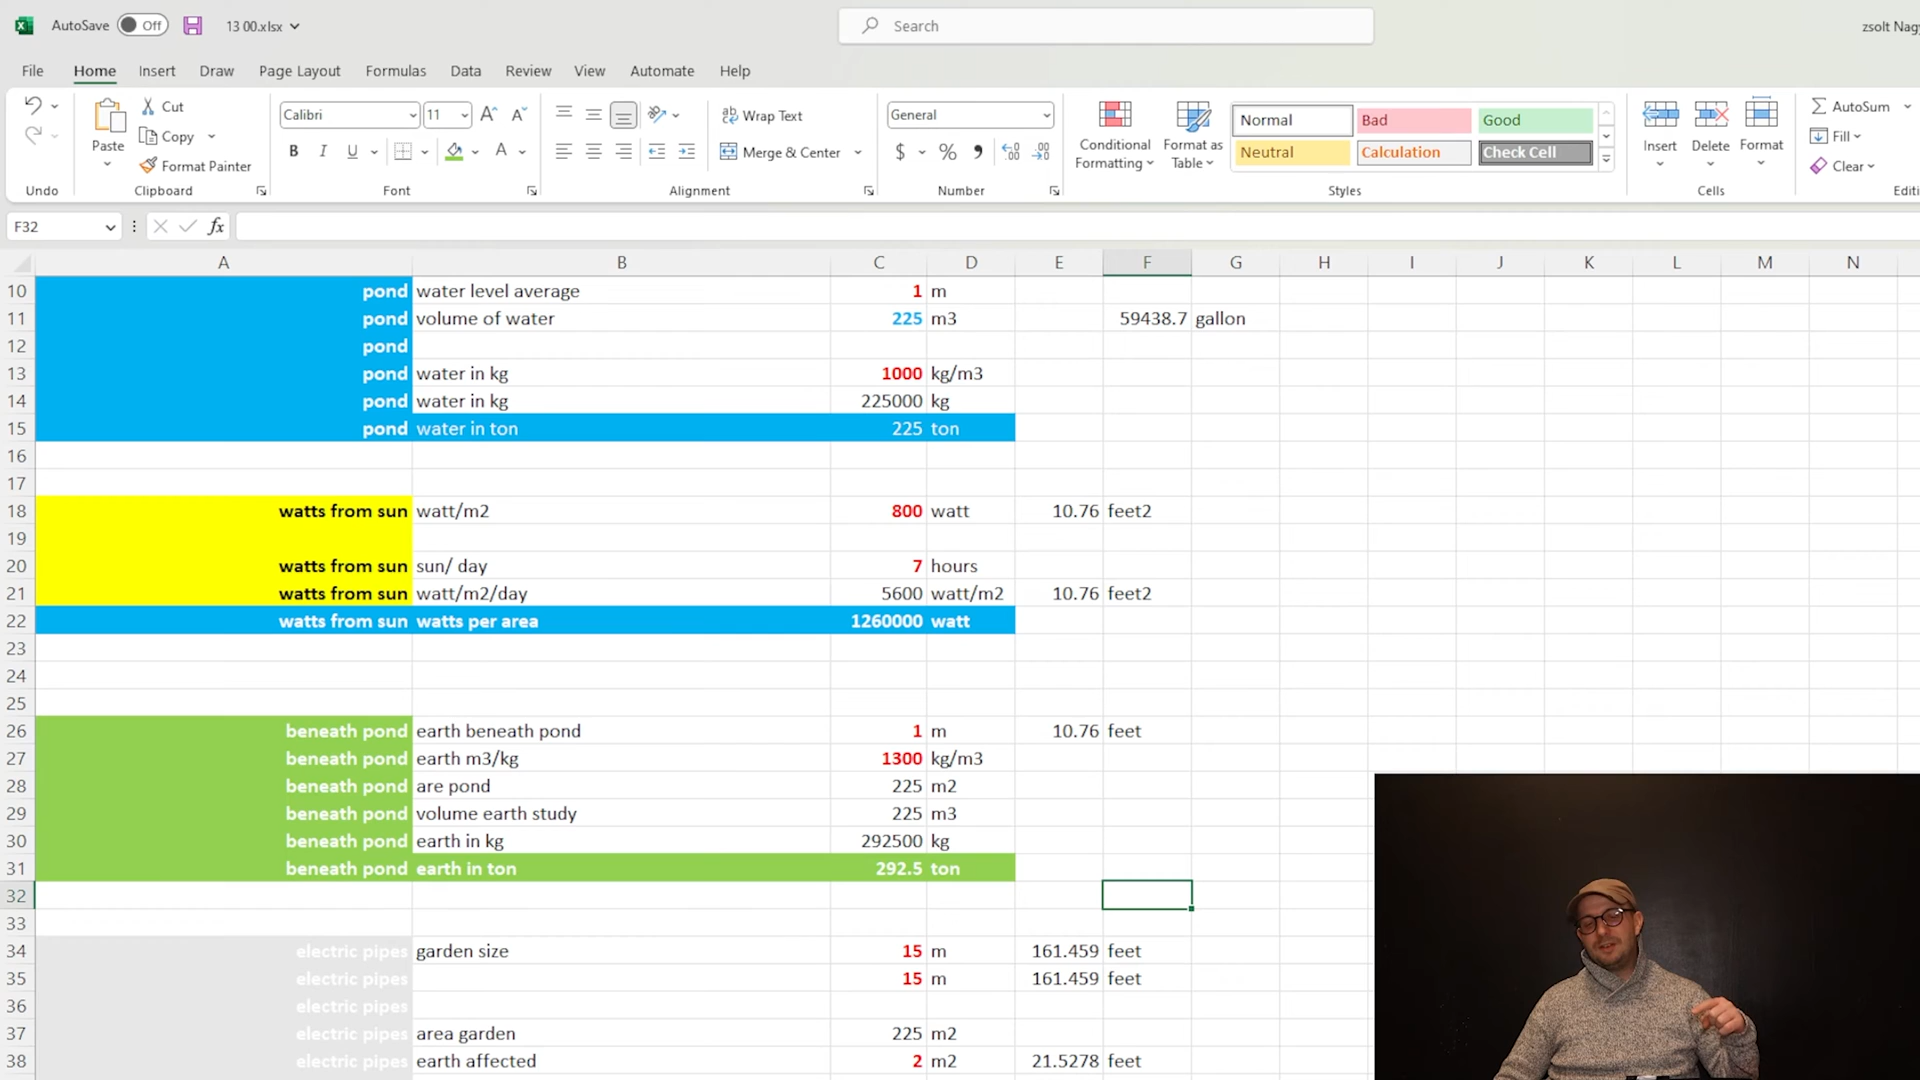 AutoSave Off 13 00.xlsx Search zsolt Nagy
File Home Insert Draw Page Layout Formulas Data Review View Automate Help
Paste Cut Copy Format Painter
Calibri 11
B I U A
Wrap Text
Merge & Center
General
$ % ,
Conditional Formatting
Format as Table
Normal Bad Good
Neutral Calculation Check Cell
Insert Delete Format
AutoSum
Fill
Clear
Undo Clipboard Font Alignment Number Styles Cells Editi
F32 fx
A B C D E F G H I J K L M N
10 pond water level average 1 m
11 pond volume of water 225 m3 59438.7 gallon
12 pond
13 pond water in kg 1000 kg/m3
14 pond water in kg 225000 kg
15 pond water in ton 225 ton
16
17
18 watts from sun watt/m2 800 watt 10.76 feet2
19
20 watts from sun sun/ day 7 hours
21 watts from sun watt/m2/day 5600 watt/m2 10.76 feet2
22 watts from sun watts per area 1260000 watt
23
24
25
26 beneath pond earth beneath pond 1 m 10.76 feet
27 beneath pond earth m3/kg 1300 kg/m3
28 beneath pond are pond 225 m2
29 beneath pond volume earth study 225 m3
30 beneath pond earth in kg 292500 kg
31 beneath pond earth in ton 292.5 ton
32
33
34 electric pipes garden size 15 m 161.459 feet
35 electric pipes 15 m 161.459 feet
36 electric pipes
37 electric pipes area garden 225 m2
38 electric pipes earth affected 2 m2 21.5278 feet